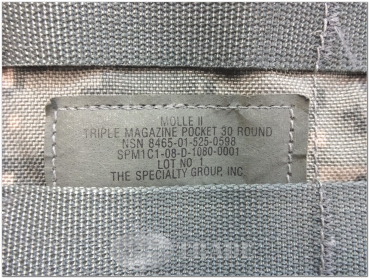 MOLLE II
TRIPLE MAGAZINE POCKET 30 ROUND
NSN 8465-01-525-0598
SPM1C1-08-D-1080-0001
LOT NO 1
THE SPECIALTY GROUP, INC.